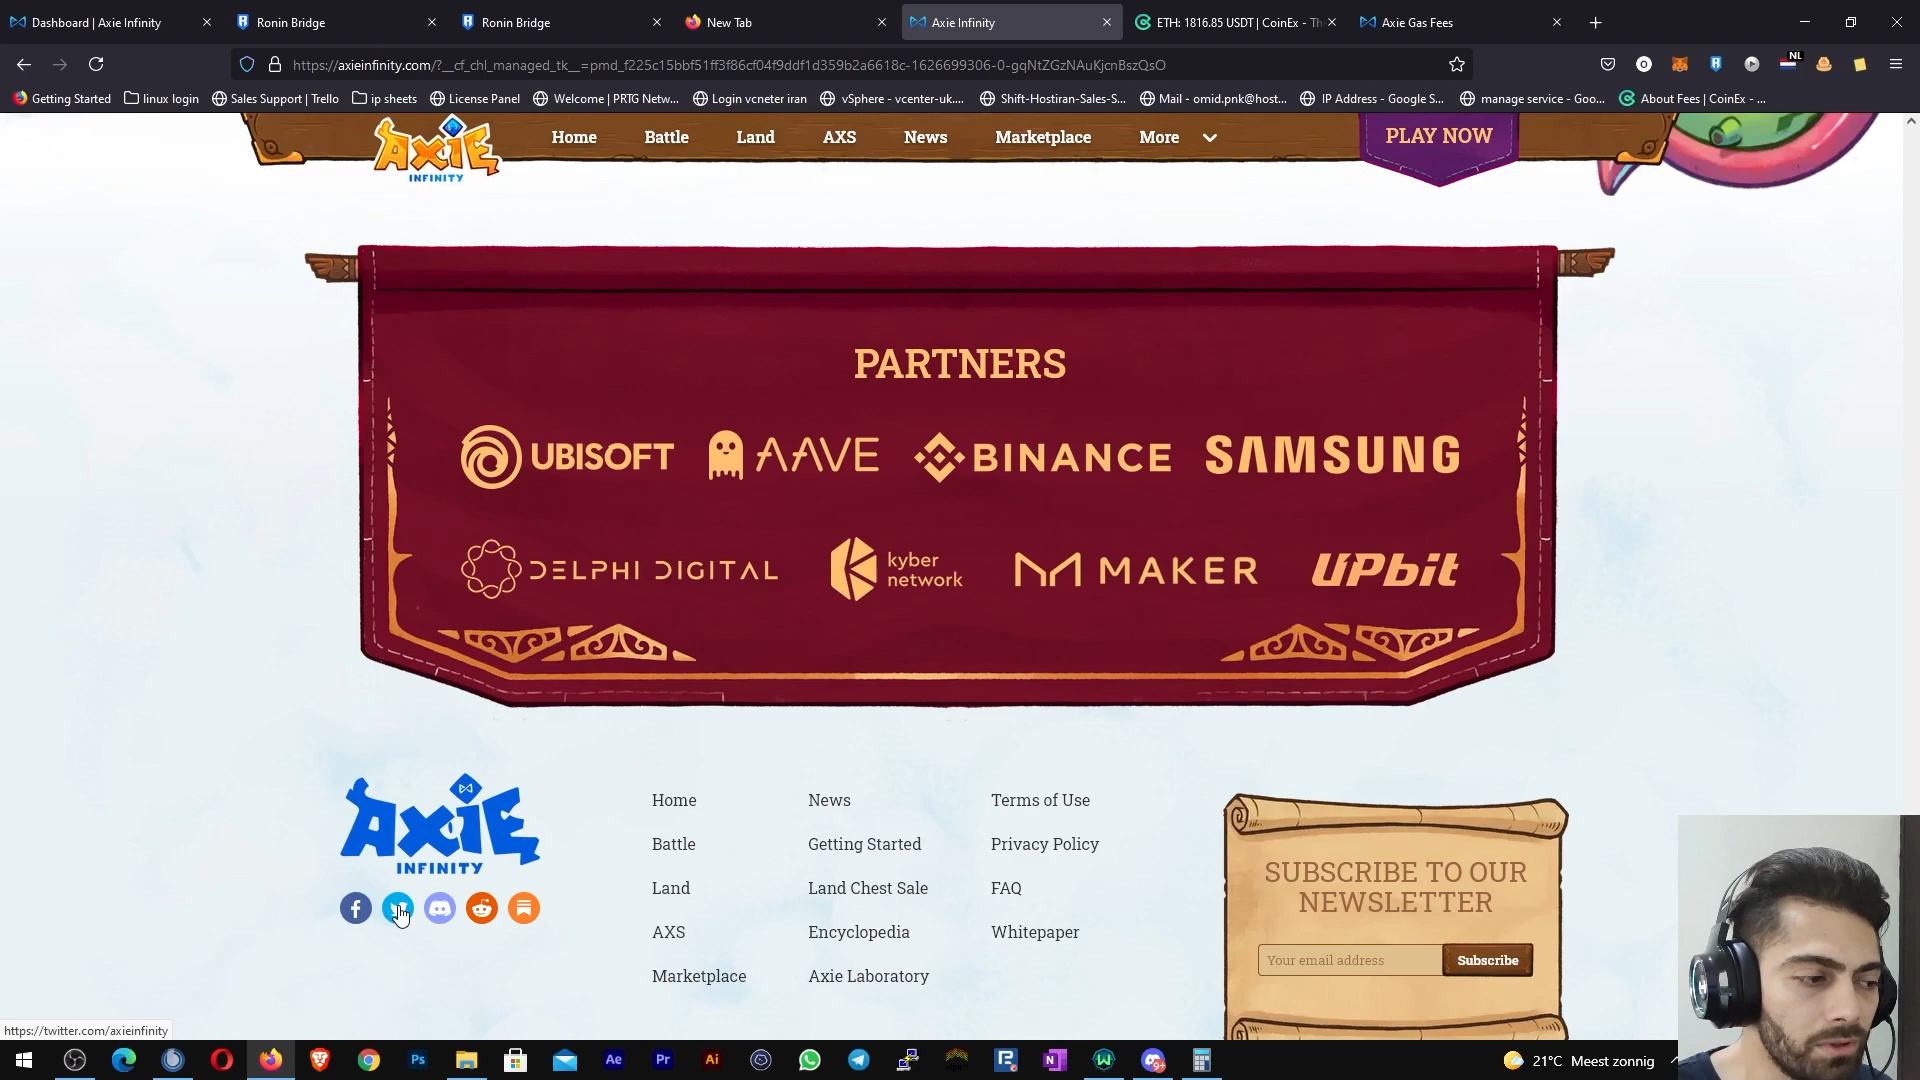 Dashboard | Axie Infinity
Ronin Bridge
Ronin Bridge
New Tab
Axie Infinity
ETH: 1816.85 USDT | CoinEx - Th
Axie Gas Fees
https://axieinfinity.com/?__cf_chl_managed_tk__=pmd_f225c15bbf51ff3f86cf04f9ddf1d359b2a6618c-1626699306-0-gqNtZGzNAuKjcnBszQsO
NL
Getting Started
linux login
Sales Support | Trello
ip sheets
License Panel
Welcome | PRTG Netw...
Login vcneter iran
vSphere - vcenter-uk....
Shift-Hostiran-Sales-S...
Mail - omid.pnk@host...
IP Address - Google S...
manage service - Goo...
About Fees | CoinEx - ...
AXIE
INFINITY
Home
Battle
Land
AXS
News
Marketplace
More
PLAY NOW
PARTNERS
UBISOFT
AAVE
BINANCE
SAMSUNG
DELPHI DIGITAL
kyber
network
MAKER
UPbit
AXIE
INFINITY
Home
Battle
Land
AXS
Marketplace
News
Getting Started
Land Chest Sale
Encyclopedia
Axie Laboratory
Terms of Use
Privacy Policy
FAQ
Whitepaper
SUBSCRIBE TO OUR
NEWSLETTER
Your email address
Subscribe
https://twitter.com/axieinfinity
Ps
Ae
Pr
Ai
N
9+
21°C Meest zonnig